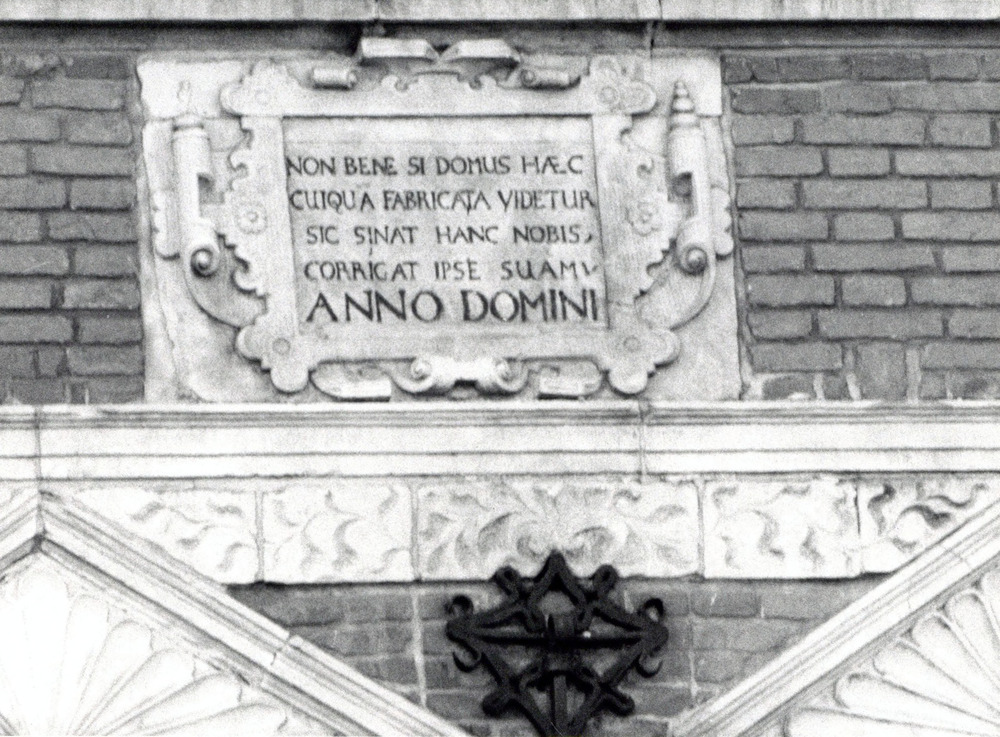 NON BENE SI DOMUS HÆC
CUIQUA FABRICATA VIDETUR
SIC SINAT HANC NOBIS,
CORRIGAT IPSE SUAM
ANNO DOMINI